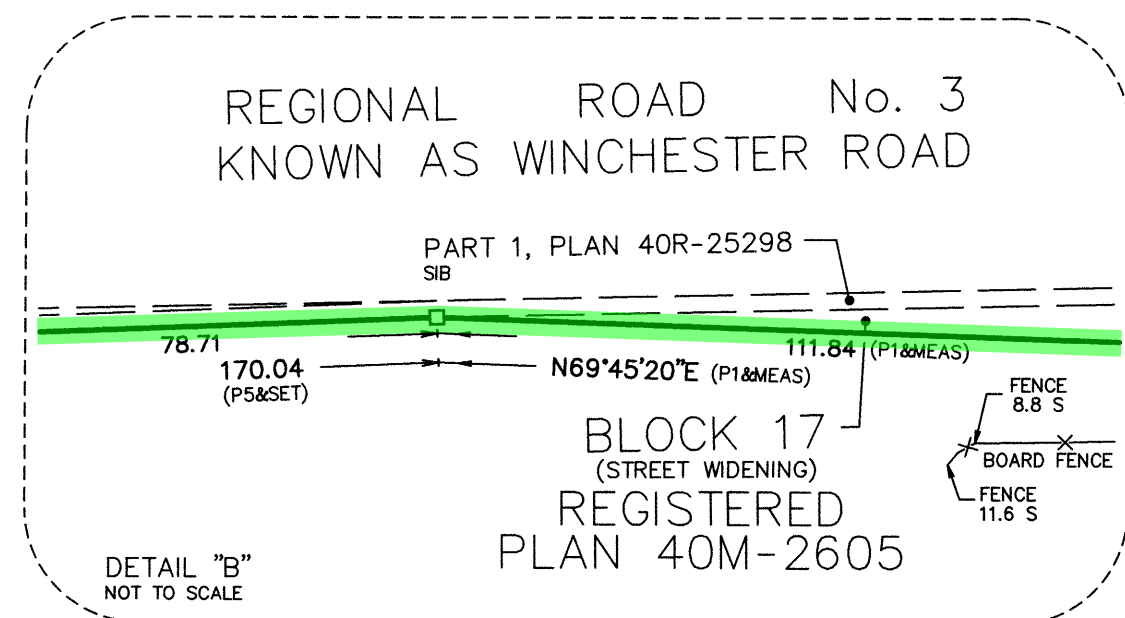 REGIONAL ROAD No. 3
KNOWN AS WINCHESTER ROAD
PART 1, PLAN 40R-25298
SIB
78.71
111.84 (P1&MEAS)
170.04
(P5&SET)
N69°45'20"E (P1&MEAS)
FENCE
8.8 S
BLOCK 17
(STREET WIDENING)
BOARD FENCE
REGISTERED
PLAN 40M-2605
FENCE
11.6 S
DETAIL "B"
NOT TO SCALE